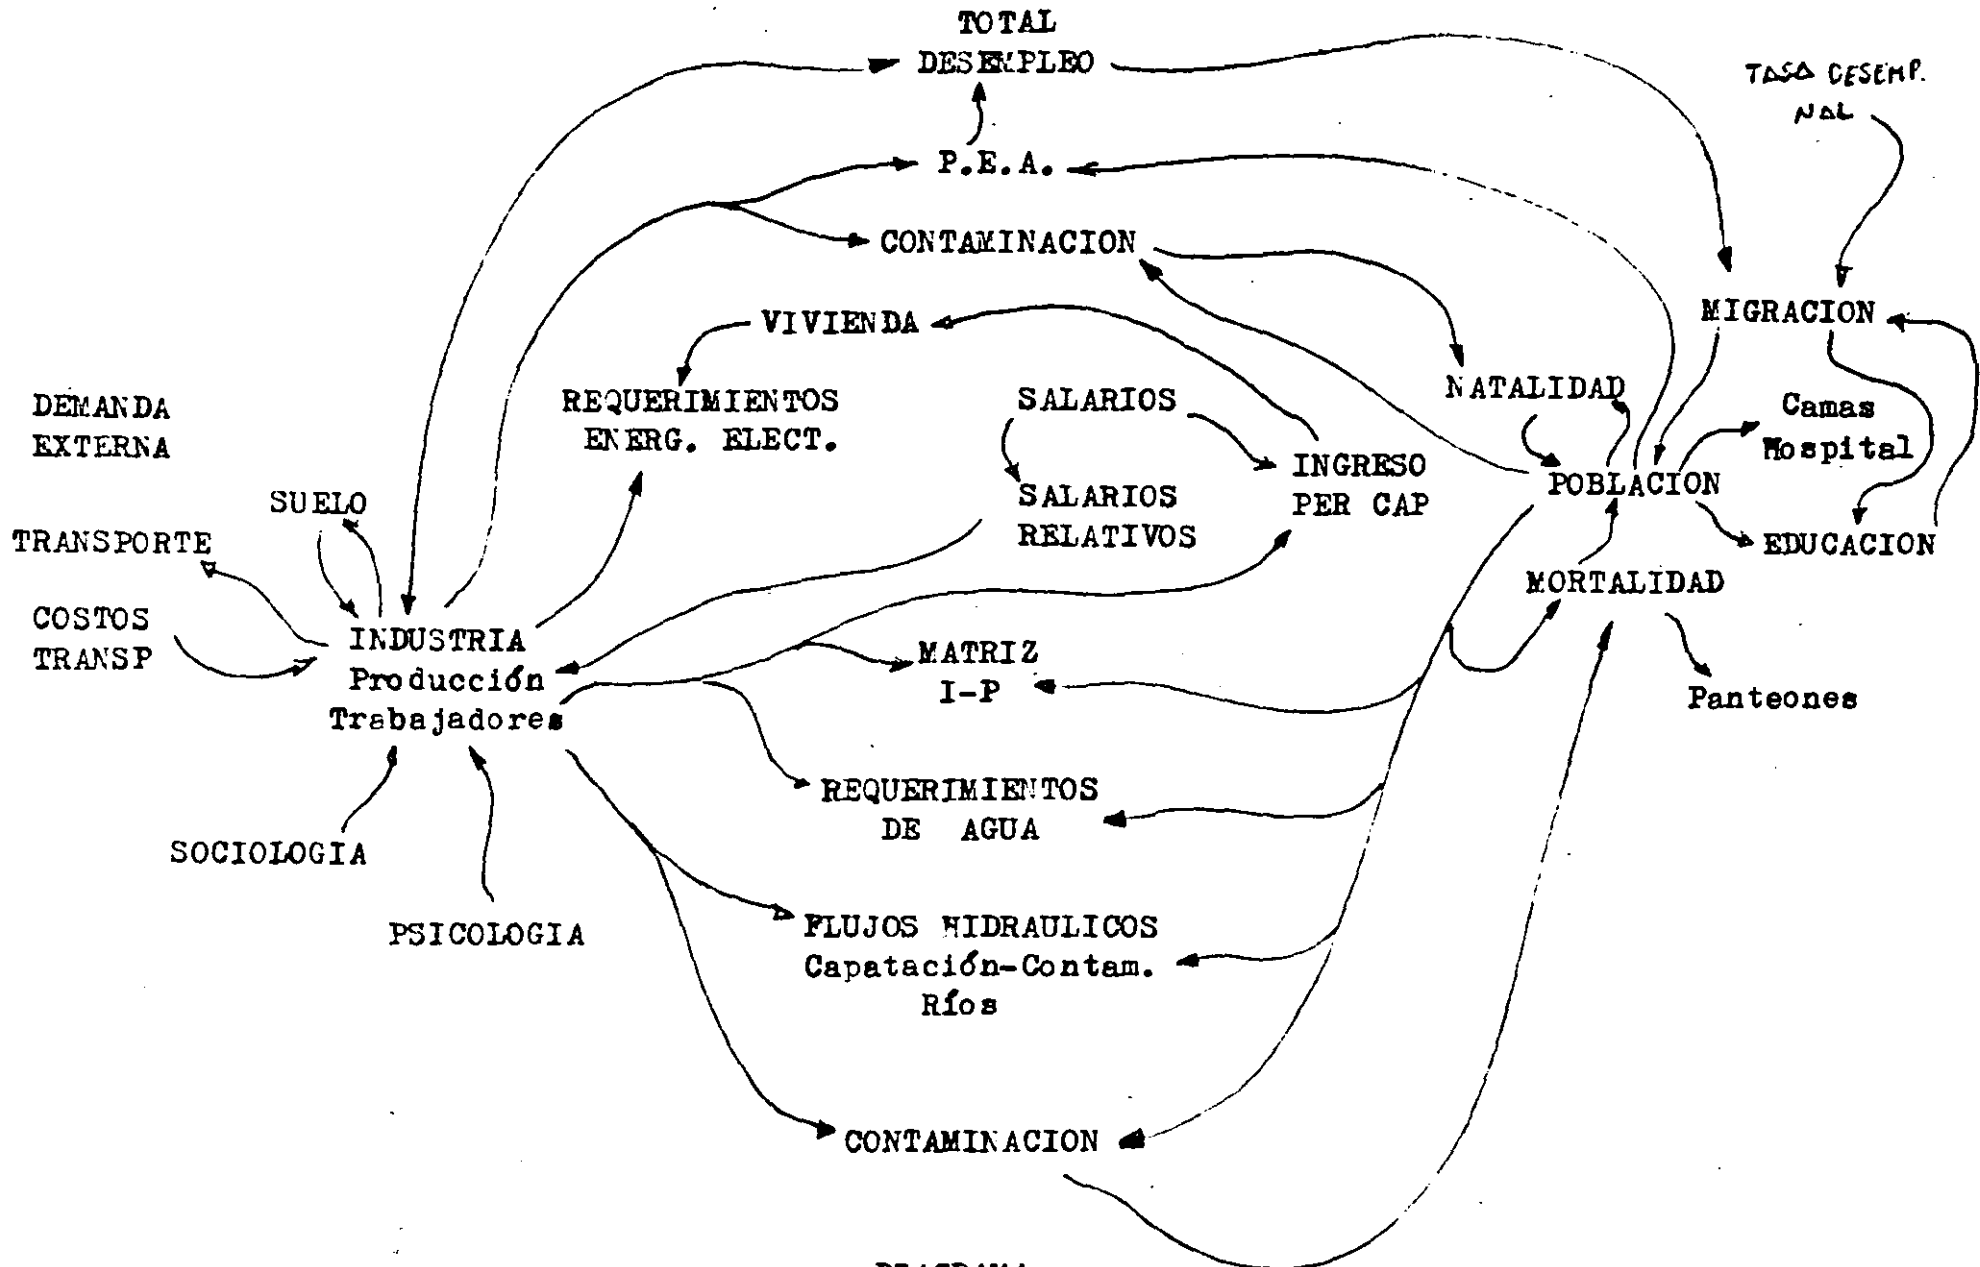 TOTAL
DESEMPLEO
TASA DESEMP.
NAL
P.E.A.
CONTAMINACION
MIGRACION
VIVIENDA
NATALIDAD
DEMANDA
EXTERNA
REQUERIMIENTOS
ENERG. ELECT.
SALARIOS
Camas
Hospital
INGRESO
PER CAP
POBLACION
SUELO
SALARIOS
RELATIVOS
TRANSPORTE
EDUCACION
MORTALIDAD
COSTOS
TRANSP
INDUSTRIA
Producción
Trabajadores
MATRIZ
I-P
Panteones
REQUERIMIENTOS
DE AGUA
SOCIOLOGIA
PSICOLOGIA
FLUJOS HIDRAULICOS
Capatación-Contam.
Ríos
CONTAMINACION